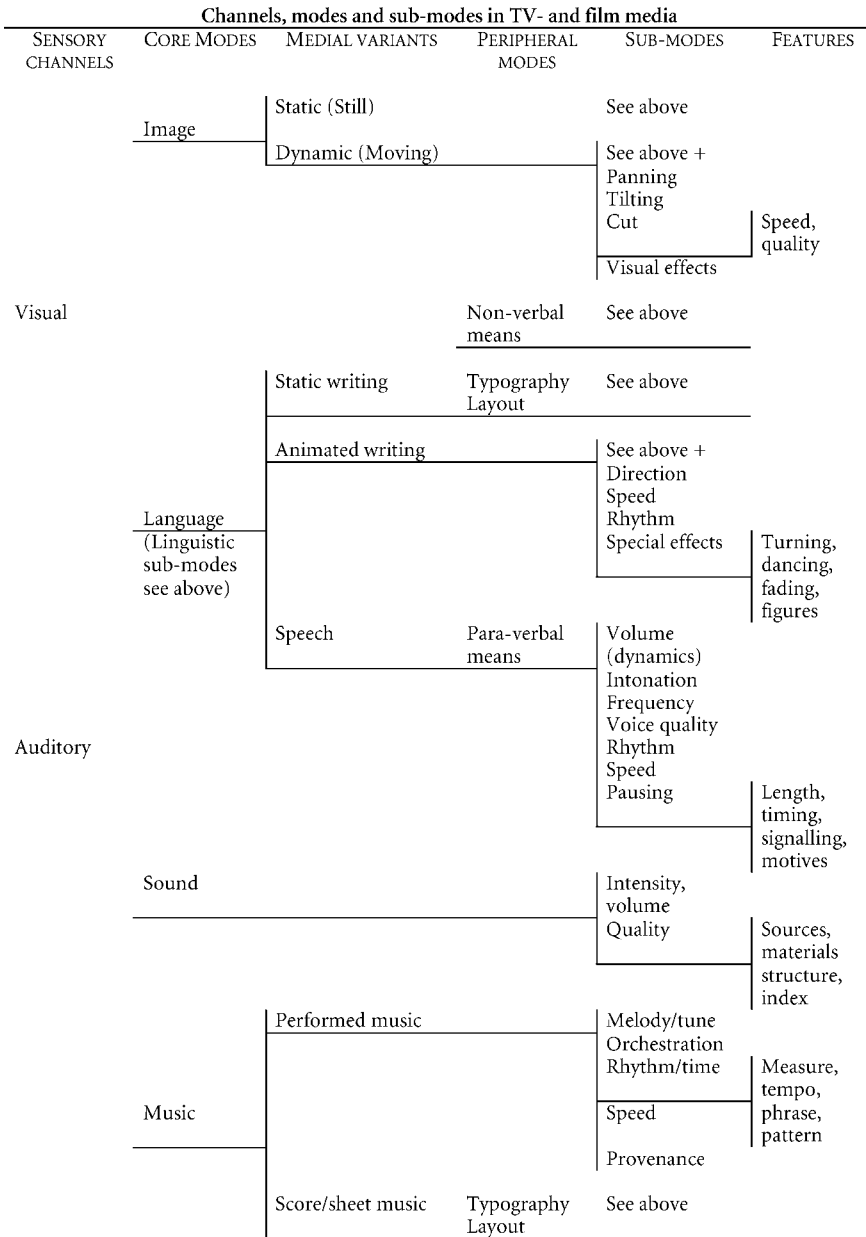 Channels, modes and sub-modes in TV- and film media
SENSORY CHANNELS CORE MODES MEDIAL VARIANTS PERIPHERAL MODES SUB-MODES FEATURES
Static (Still) See above
Image
Dynamic (Moving) See above +
Panning
Tilting
Cut Speed,
quality
Visual effects
Visual Non-verbal See above
means
Static writing Typography See above
Layout
Animated writing See above +
Direction
Speed
Language Rhythm
(Linguistic Special effects Turning,
sub-modes dancing,
see above) fading,
figures
Speech Para-verbal Volume
means (dynamics)
Intonation
Frequency
Voice quality
Auditory Rhythm
Speed
Pausing Length,
timing,
signalling,
motives
Sound Intensity,
volume
Quality Sources,
materials
structure,
index
Performed music Melody/tune
Orchestration
Rhythm/time Measure,
tempo,
Music Speed phrase,
pattern
Provenance
Score/sheet music Typography See above
Layout